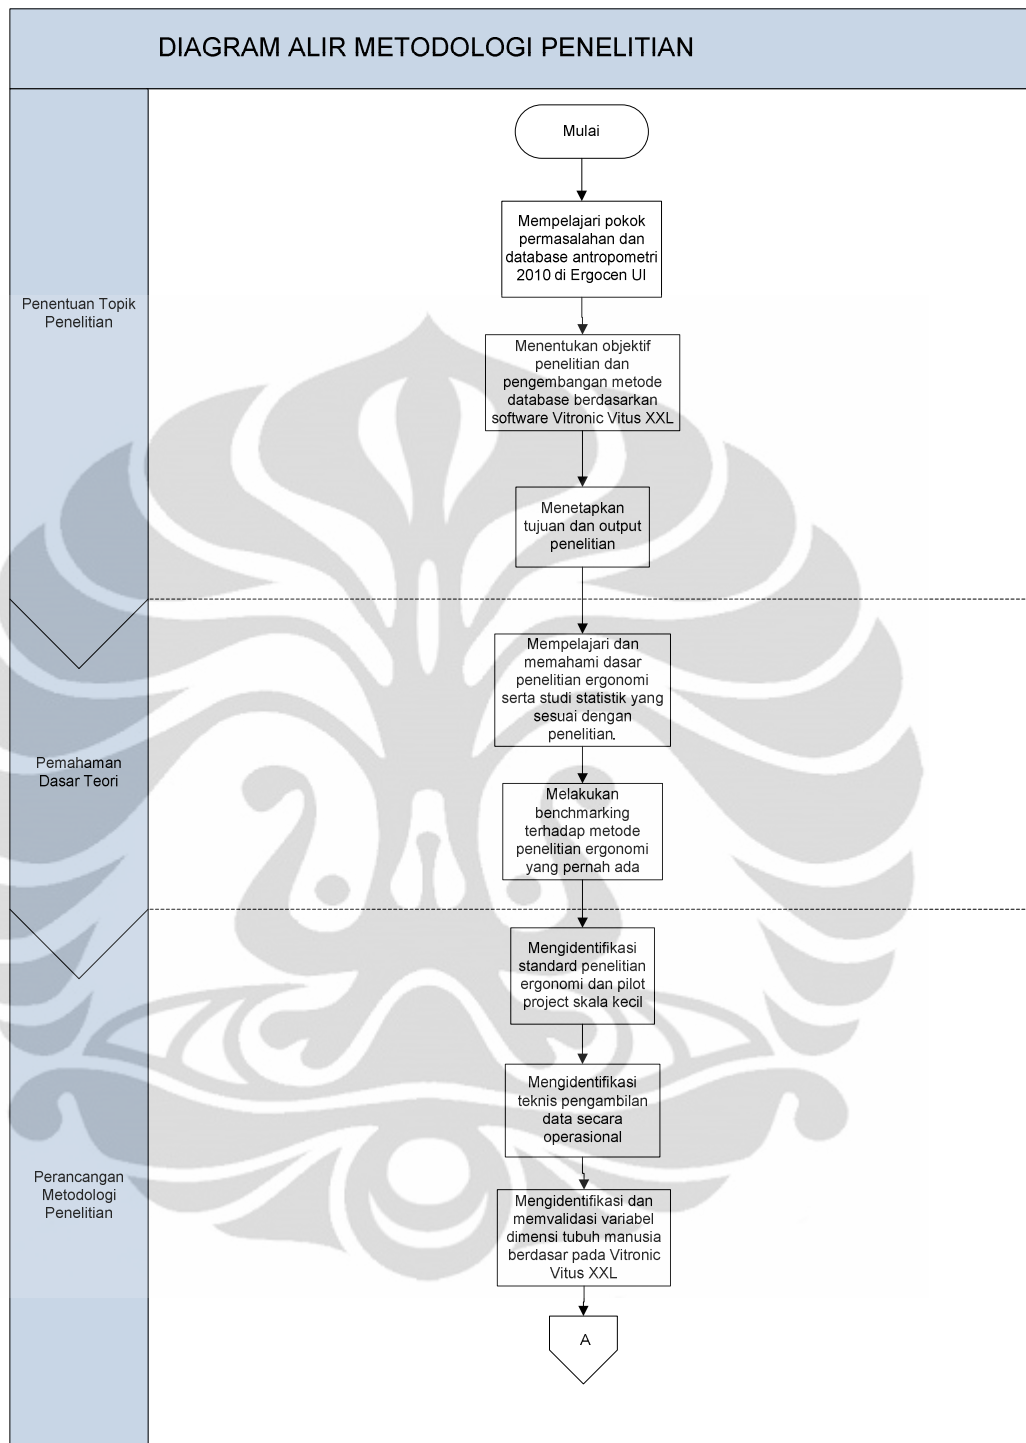 DIAGRAM ALIR METODOLOGI PENELITIAN
Penentuan Topik
Penelitian
Mulai
Mempelajari pokok
permasalahan dan
database antropometri
2010 di Ergocen UI
Menentukan objektif
penelitian dan
pengembangan metode
database berdasarkan
software Vitronic Vitus XXL
Menetapkan
tujuan dan output
penelitian
Pemahaman
Dasar Teori
Mempelajari dan
memahami dasar
penelitian ergonomi
serta studi statistik yang
sesuai dengan
penelitian.
Melakukan
benchmarking
terhadap metode
penelitian ergonomi
yang pernah ada
Perancangan
Metodologi
Penelitian
Mengidentifikasi
standard penelitian
ergonomi dan pilot
project skala kecil
Mengidentifikasi
teknis pengambilan
data secara
operasional
Mengidentifikasi dan
memvalidasi variabel
dimensi tubuh manusia
berdasar pada Vitronic
Vitus XXL
A